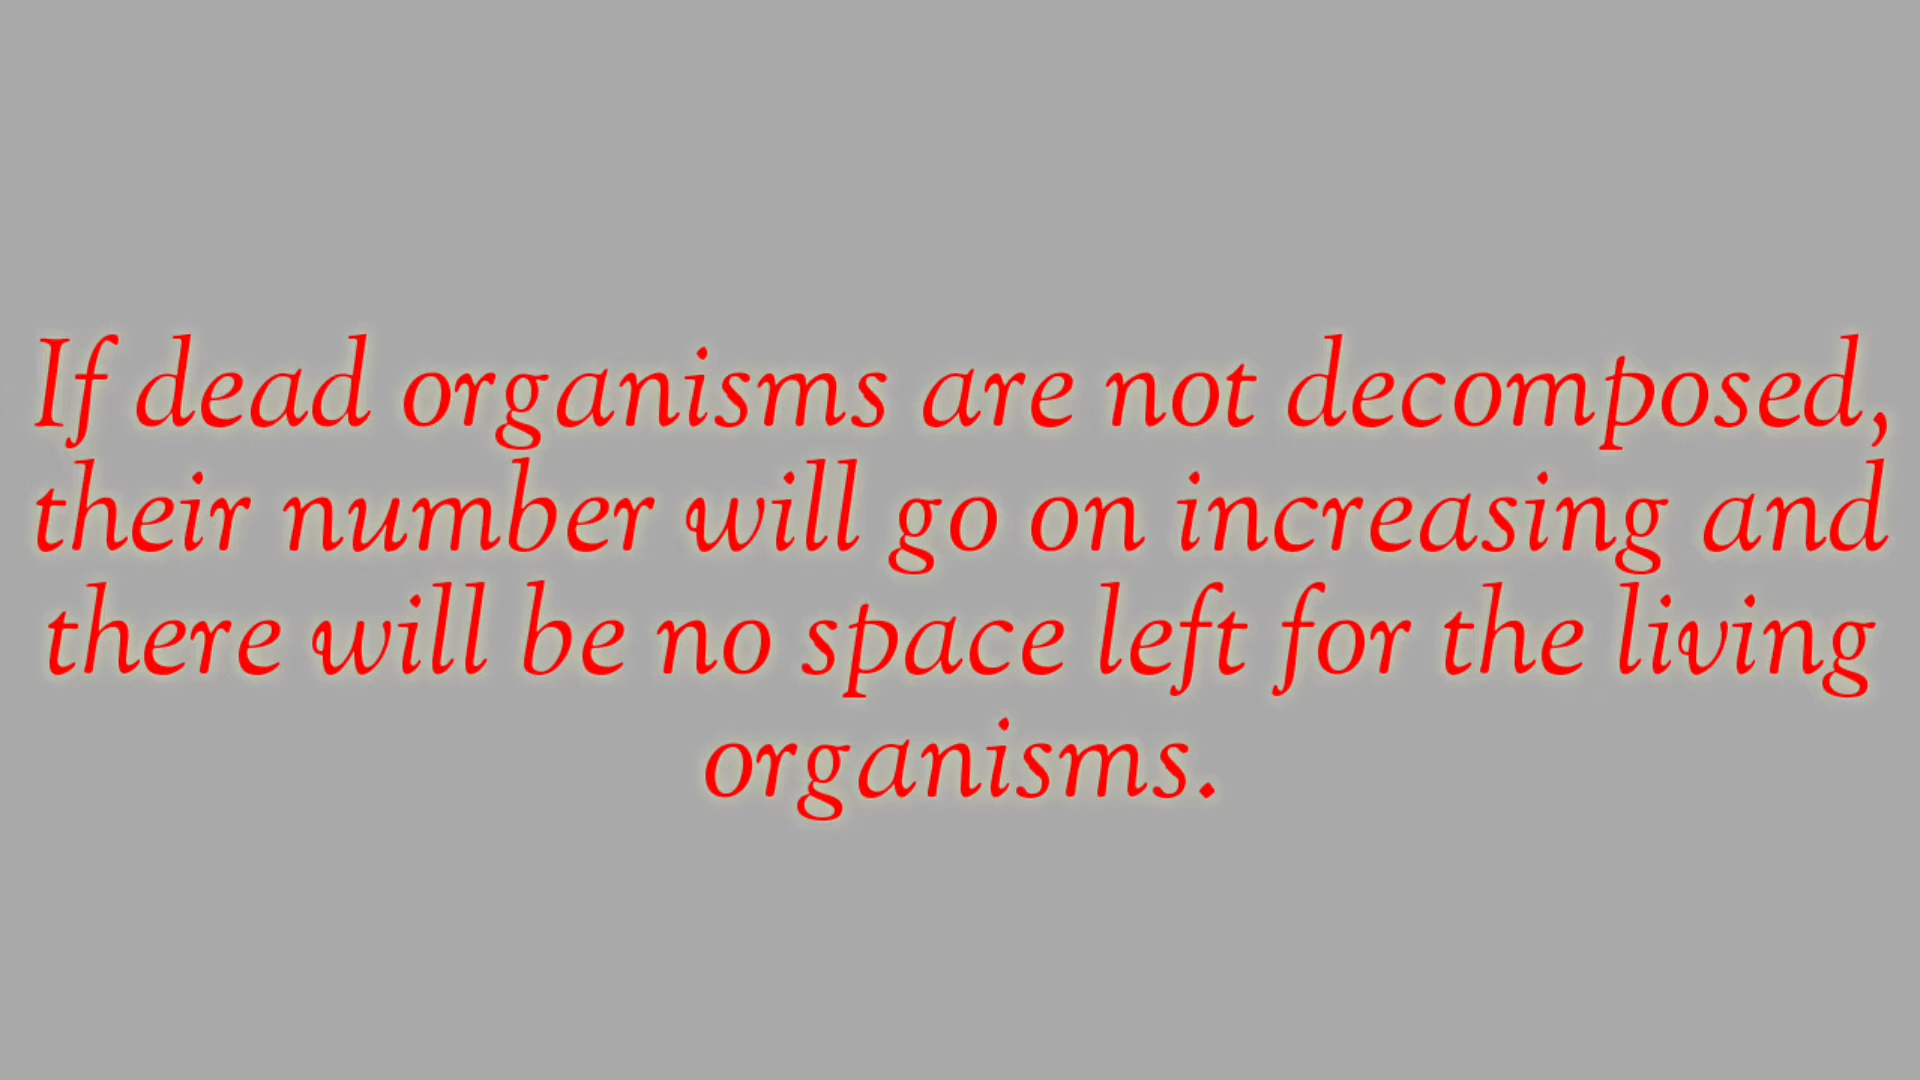 If dead organisms are not decomposed,
their number will go on increasing and
there will be no space left for the living
organisms.